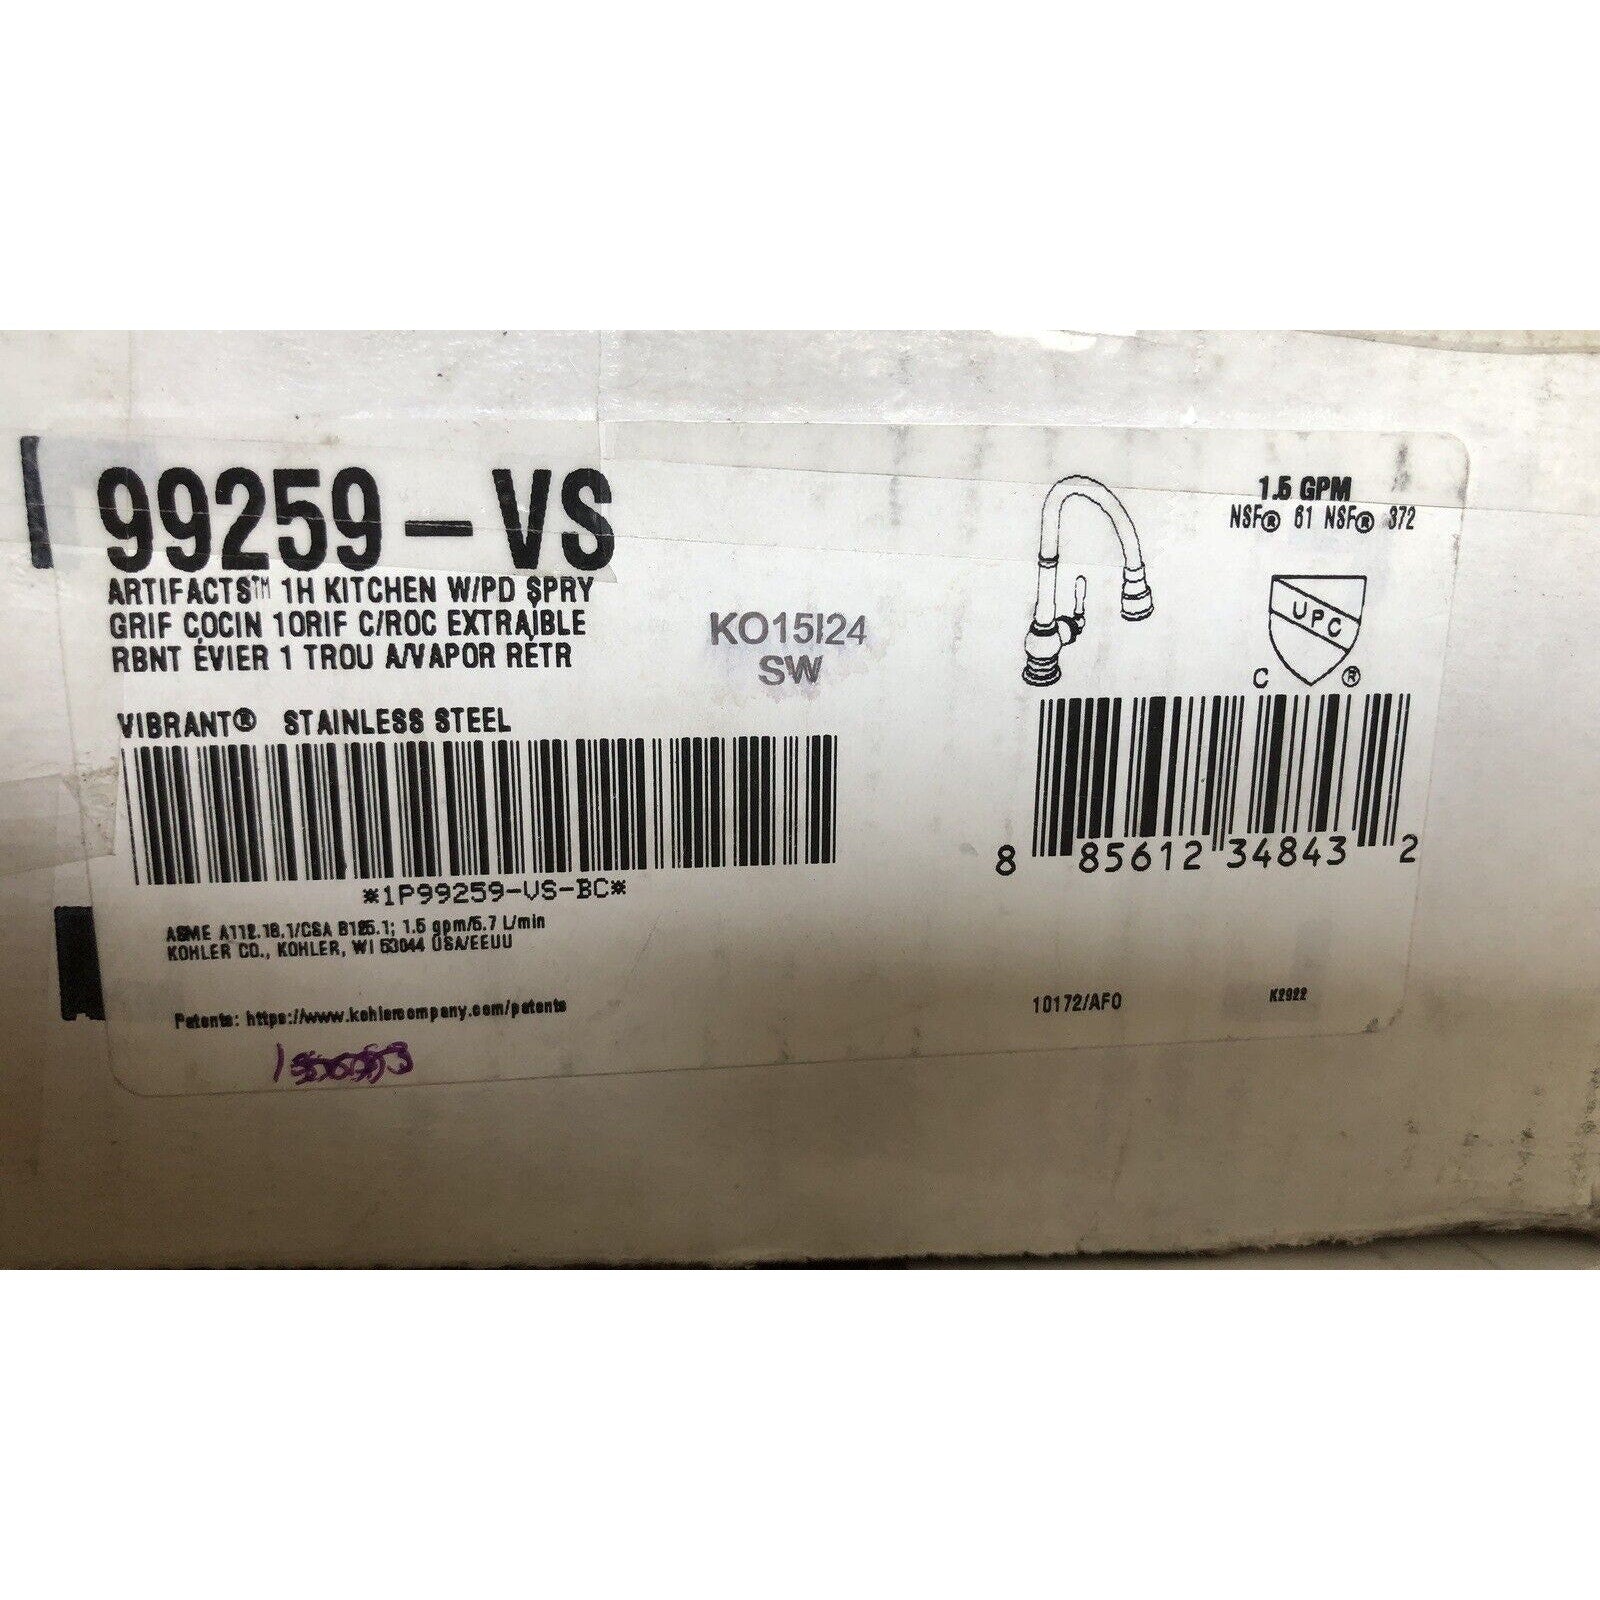 99259-VS
ARTIFACTS™ 1H KITCHEN W/PD SPRY
GRIF COCIN 1ORIF C/ROC EXTRAÍBLE
RBNT ÉVIER 1 TROU A/VAPOR RÉTR
VIBRANT® STAINLESS STEEL
*1P99259-VS-BC*
ASME A112.18.1/CSA B125.1; 1.5 gpm/5.7 L/min
KOHLER CO., KOHLER, WI 53044 USA/EEUU
Patents: https://www.kohlercompany.com/patents
KO15I24
SW
1.5 GPM
NSF® 61 NSF® 372
UPC
C ®
8 85612 34843 2
10172/AF0
K2922